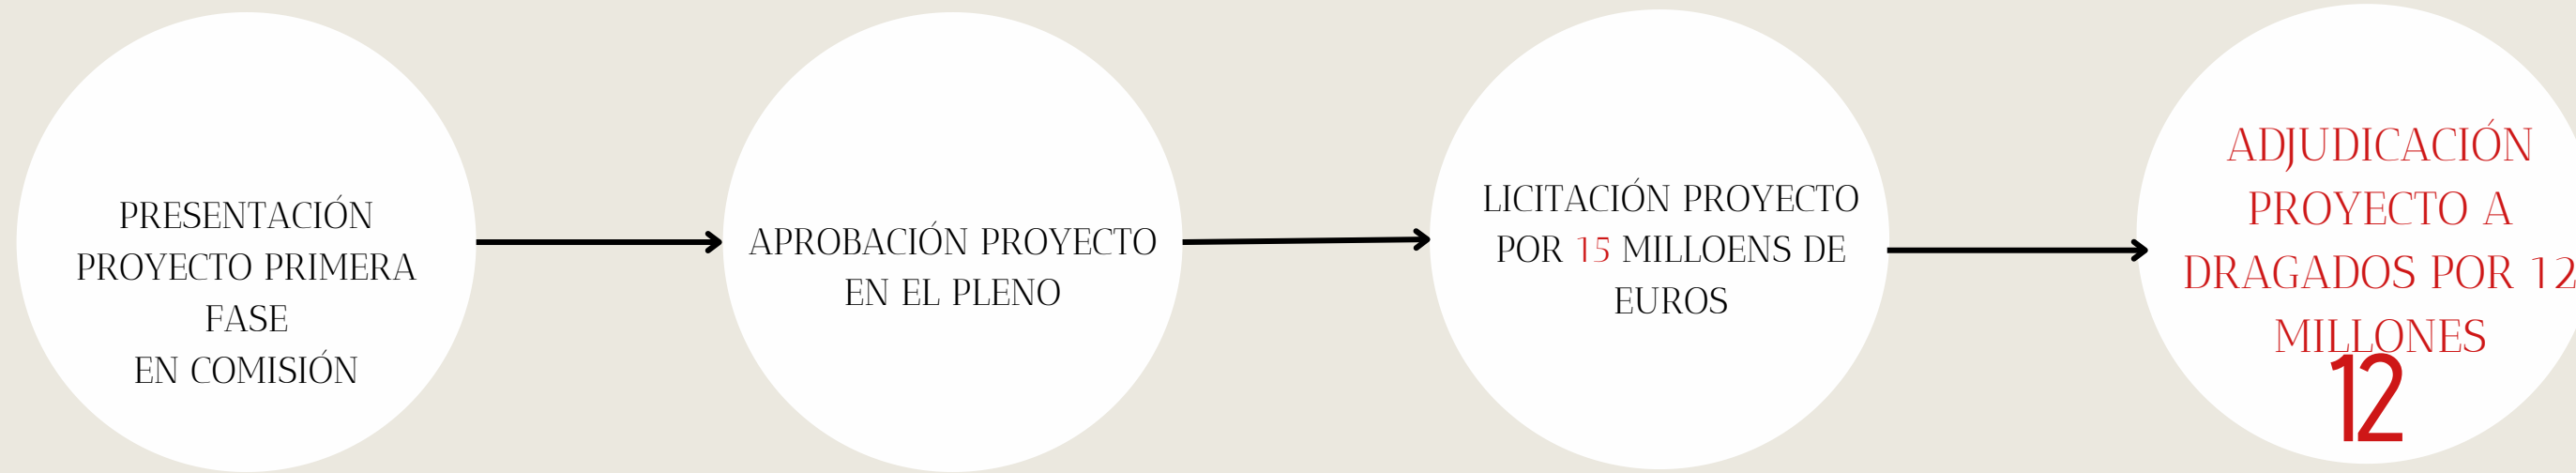 PRESENTACIÓN
PROYECTO PRIMERA
FASE
EN COMISIÓN
APROBACIÓN PROYECTO
EN EL PLENO
LICITACIÓN PROYECTO
POR 15 MILLOENS DE
EUROS
ADJUDICACIÓN
PROYECTO A
DRAGADOS POR 12
MILLONES
12